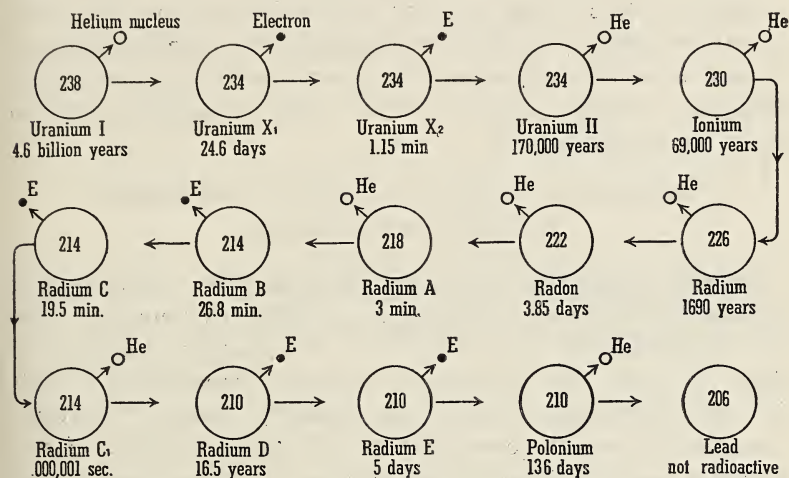 Helium nucleus
Electron
E
He
He
238
234
234
234
230
Uranium I
4.6 billion years
Uranium X₁
24.6 days
Uranium X₂
1.15 min
Uranium II
170,000 years
Ionium
69,000 years
E
E
He
He
He
214
214
218
222
226
Radium C
19.5 min.
Radium B
26.8 min.
Radium A
3 min.
Radon
3.85 days
Radium
1690 years
He
E
E
He
214
210
210
210
206
Radium C₁
.000,001 sec.
Radium D
16.5 years
Radium E
5 days
Polonium
136 days
Lead
not radioactive